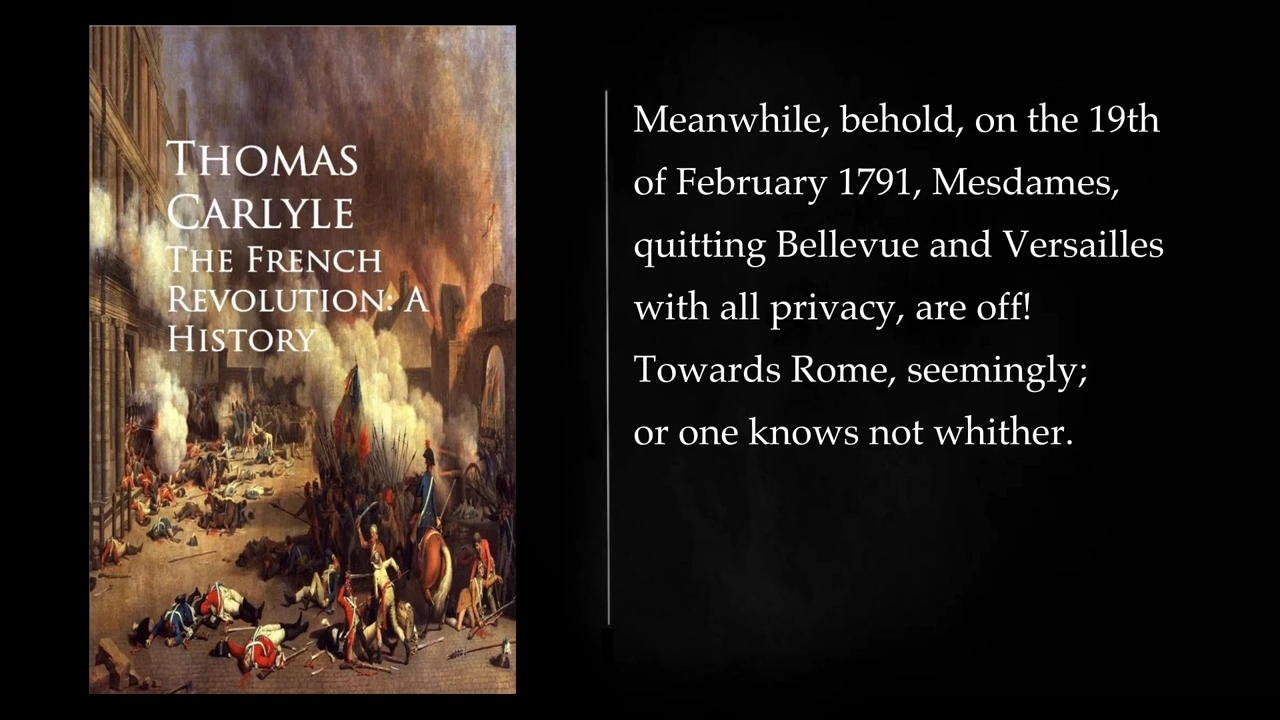 THOMAS
CARLYLE
THE FRENCH
REVOLUTION: A
HISTORY
Meanwhile, behold, on the 19th
of February 1791, Mesdames,
quitting Bellevue and Versailles
with all privacy, are off!
Towards Rome, seemingly;
or one knows not whither.